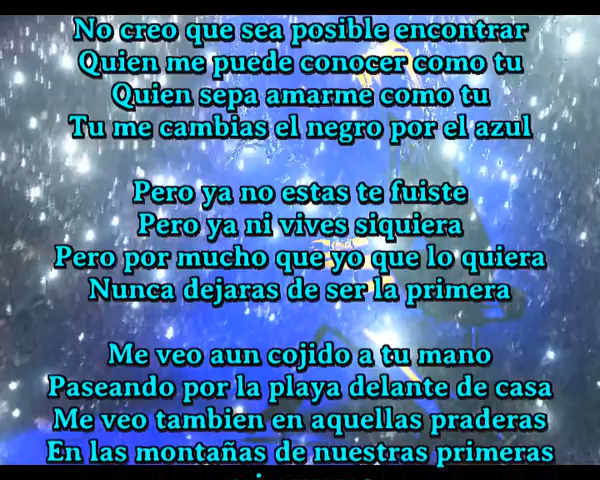 No creo que sea posible encontrar
Quien me puede conocer como tu
Quien sepa amarme como tu
Tu me cambias el negro por el azul
Pero ya no estas te fuiste
Pero ya ni vives siquiera
Pero por mucho que yo que lo quiera
Nunca dejaras de ser la primera
Me veo aun cojido a tu mano
Paseando por la playa delante de casa
Me veo tambien en aquellas praderas
En las montañas de nuestras primeras